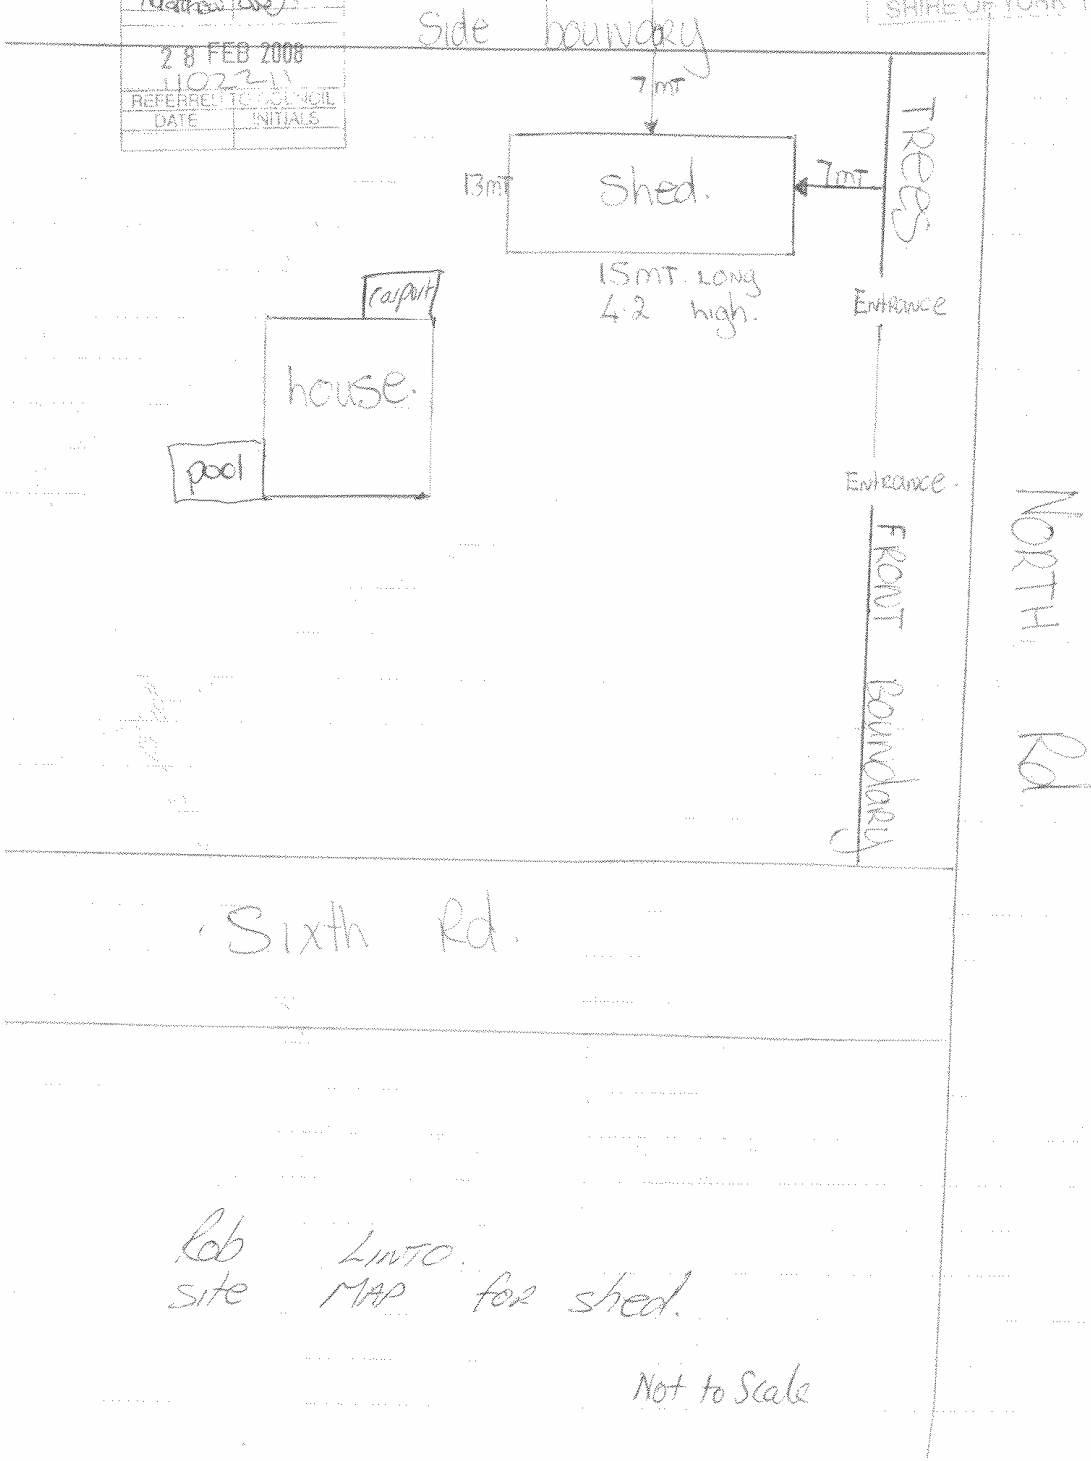 SHIRE OF YORK
Side boundary
28 FEB 2008
REFERRED TO COUNCIL
DATE INITIALS
7 mT
TREES
13mT
Shed.
7mT
15mT. LONG
4.2 high.
carport
ENTRANCE
house.
pool
ENTRANCE.
FRONT Boundary
NORTH Rd.
Sixth Rd.
Rob LINTO.
site MAP for shed.
Not to Scale